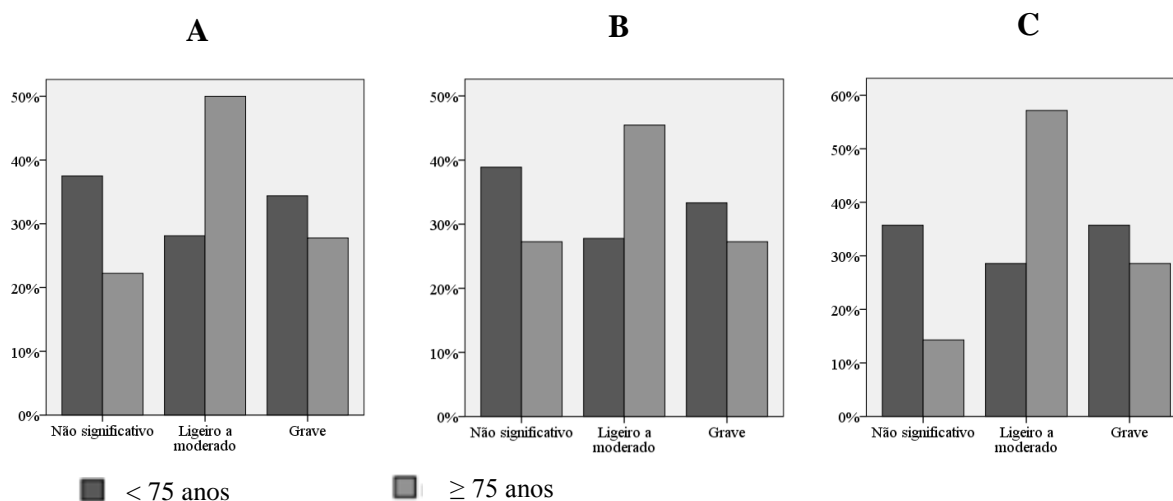 A
B
C
50%
40%
30%
20%
10%
0%
Não significativo
Ligeiro a
moderado
Grave
50%
40%
30%
20%
10%
0%
Não significativo
Ligeiro a
moderado
Grave
60%
50%
40%
30%
20%
10%
0%
Não significativo
Ligeiro a
moderado
Grave
< 75 anos
≥ 75 anos